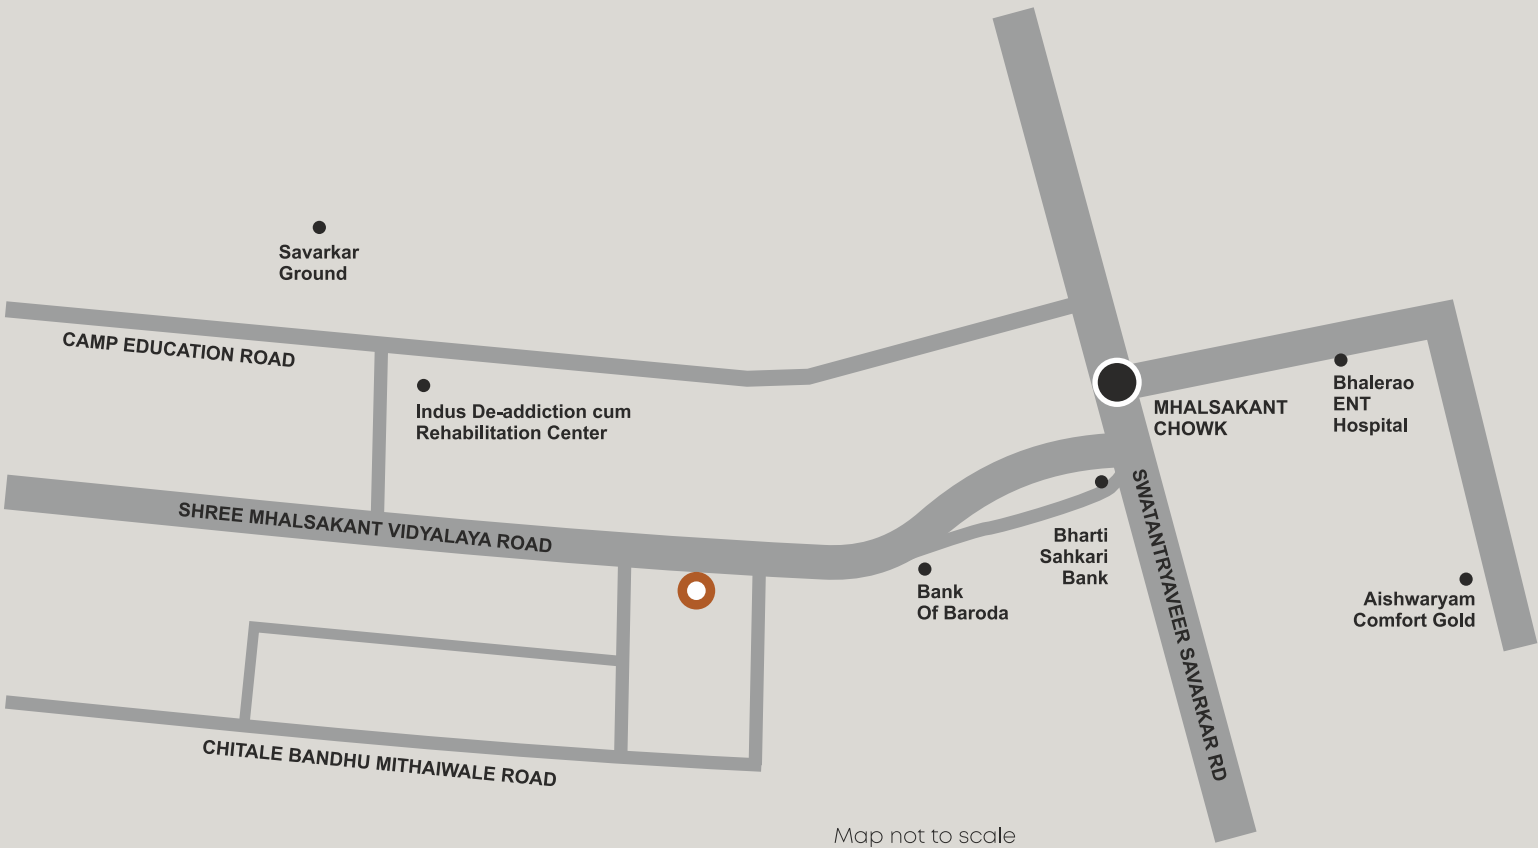 Savarkar
Ground
CAMP EDUCATION ROAD
Indus De-addiction cum
Rehabilitation Center
MHALSAKANT
CHOWK
Bhalerao
ENT
Hospital
SHREE MHALSAKANT VIDYALAYA ROAD
SWATANTRYAVEER SAVARKAR RD
Bharti
Sahkari
Bank
Bank
Of Baroda
Aishwaryam
Comfort Gold
CHITALE BANDHU MITHAIWALE ROAD
Map not to scale